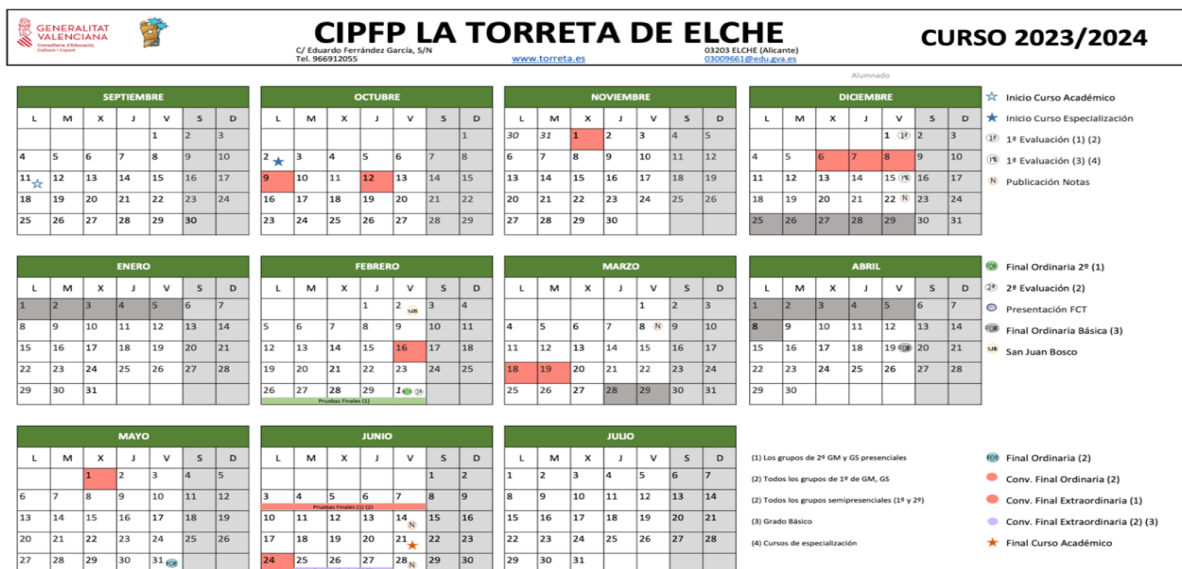 GENERALITAT
VALENCIANA
Conselleria d'Educació,
Cultura i Esport
CIPFP LA TORRETA DE ELCHE
C/ Eduardo Ferrández García, S/N
Tel. 966912055
www.torreta.es
03203 ELCHE (Alicante)
03009661@edu.gva.es
CURSO 2023/2024
Alumnado
SEPTIEMBRE
L M X J V S D
1 2 3
4 5 6 7 8 9 10
11 12 13 14 15 16 17
18 19 20 21 22 23 24
25 26 27 28 29 30
OCTUBRE
L M X J V S D
1
2 3 4 5 6 7 8
9 10 11 12 13 14 15
16 17 18 19 20 21 22
23 24 25 26 27 28 29
NOVIEMBRE
L M X J V S D
30 31 1 2 3 4 5
6 7 8 9 10 11 12
13 14 15 16 17 18 19
20 21 22 23 24 25 26
27 28 29 30
DICIEMBRE
L M X J V S D
1 1ª 2 3
4 5 6 7 8 9 10
11 12 13 14 15 1ªE 16 17
18 19 20 21 22 N 23 24
25 26 27 28 29 30 31
Inicio Curso Académico
Inicio Curso Especialización
1ª 1ª Evaluación (1) (2)
1ªE 1ª Evaluación (3) (4)
N Publicación Notas
ENERO
L M X J V S D
1 2 3 4 5 6 7
8 9 10 11 12 13 14
15 16 17 18 19 20 21
22 23 24 25 26 27 28
29 30 31
FEBRERO
L M X J V S D
1 2 SJB 3 4
5 6 7 8 9 10 11
12 13 14 15 16 17 18
19 20 21 22 23 24 25
26 27 28 29 1 2ª
Pruebas Finales (1)
MARZO
L M X J V S D
1 2 3
4 5 6 7 8 N 9 10
11 12 13 14 15 16 17
18 19 20 21 22 23 24
25 26 27 28 29 30 31
ABRIL
L M X J V S D
1 2 3 4 5 6 7
8 9 10 11 12 13 14
15 16 17 18 19 FOB 20 21
22 23 24 25 26 27 28
29 30
Final Ordinaria 2º (1)
2ª 2ª Evaluación (2)
Presentación FCT
FOB Final Ordinaria Básica (3)
SJB San Juan Bosco
MAYO
L M X J V S D
1 2 3 4 5
6 7 8 9 10 11 12
13 14 15 16 17 18 19
20 21 22 23 24 25 26
27 28 29 30 31 FOT
JUNIO
L M X J V S D
1 2
3 4 5 6 7 8 9
Pruebas Finales (1) (2)
10 11 12 13 14 N 15 16
17 18 19 20 21 22 23
24 25 26 27 28 N 29 30
JULIO
L M X J V S D
1 2 3 4 5 6 7
8 9 10 11 12 13 14
15 16 17 18 19 20 21
22 23 24 25 26 27 28
29 30 31
(1) Los grupos de 2º GM y GS presenciales
(2) Todos los grupos de 1º de GM, GS
(2) Todos los grupos semipresenciales (1º y 2º)
(3) Grado Básico
(4) Cursos de especialización
FOT Final Ordinaria (2)
Conv. Final Ordinaria (2)
Conv. Final Extraordinaria (1)
Conv. Final Extraordinaria (2) (3)
Final Curso Académico